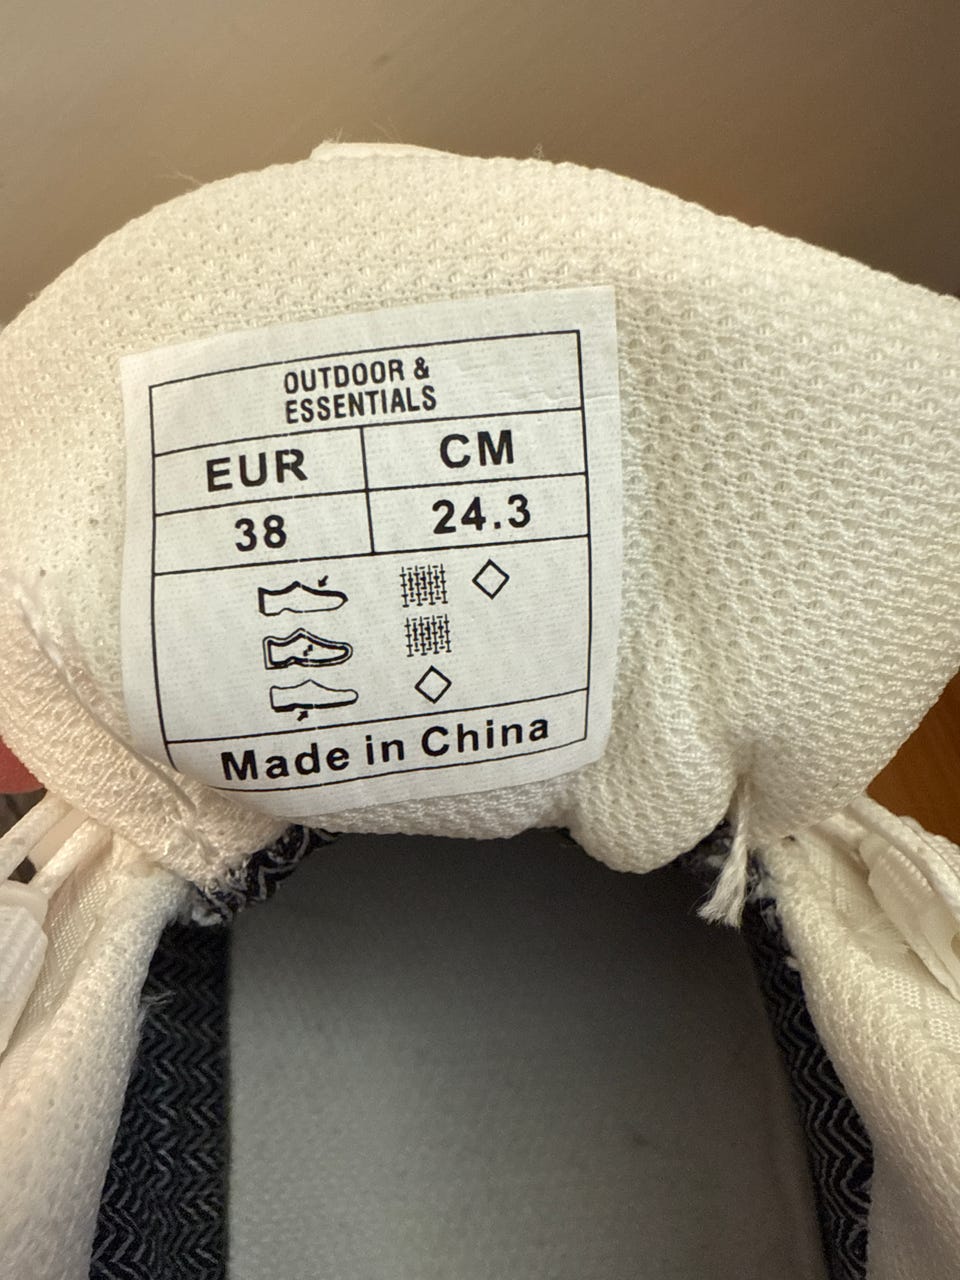 OUTDOOR &
ESSENTIALS
EUR CM
38 24.3
Made in China